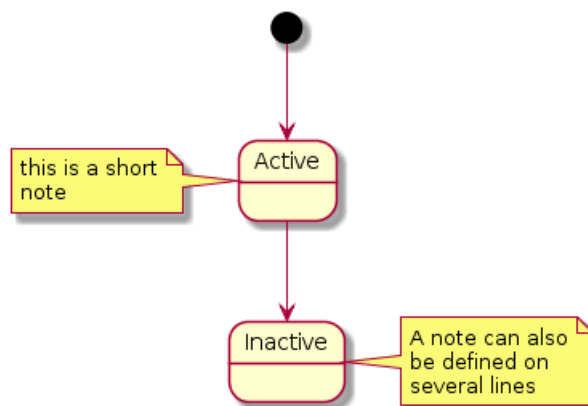 Active
this is a short
note
Inactive
A note can also
be defined on
several lines